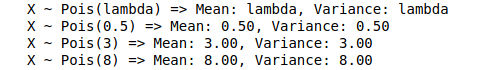 X ~ Pois(lambda) => Mean: lambda, Variance: lambda
X ~ Pois(0.5) => Mean: 0.50, Variance: 0.50
X ~ Pois(3) => Mean: 3.00, Variance: 3.00
X ~ Pois(8) => Mean: 8.00, Variance: 8.00